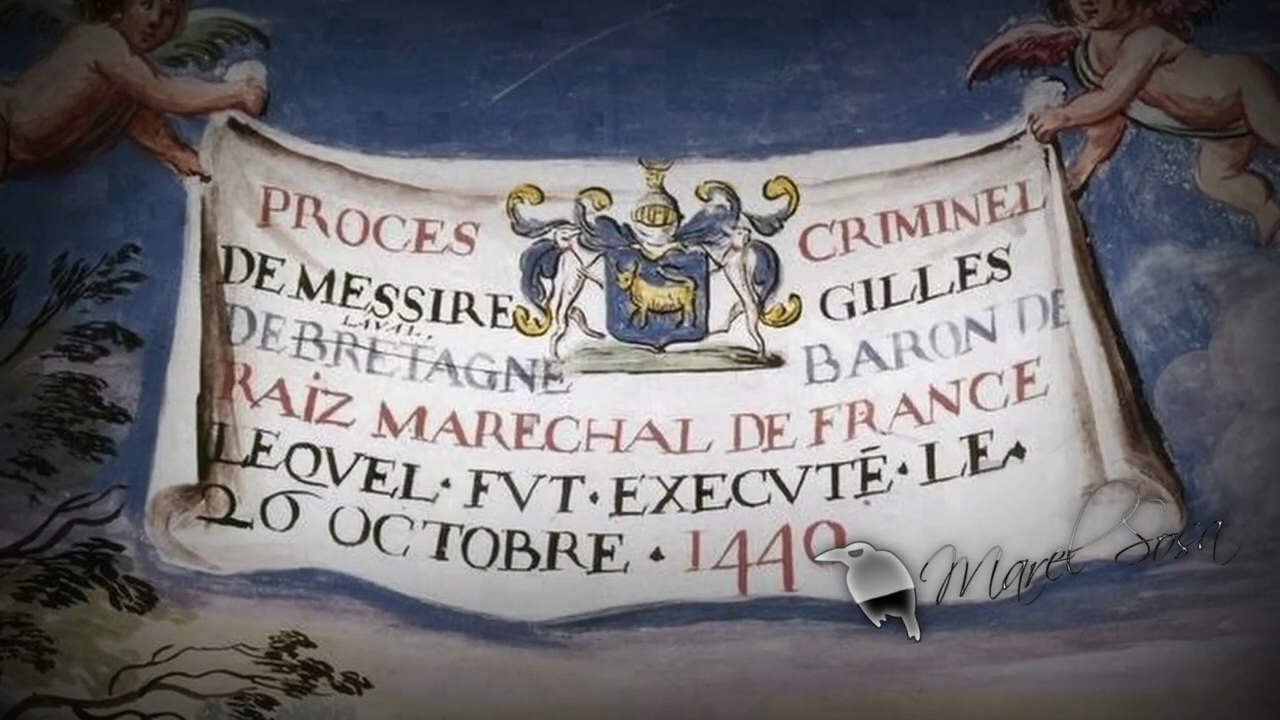 PROCES CRIMINEL
DE MESSIRE GILLES
LAVAL.
DE BRETAGNE BARON DE
RAIZ MARECHAL DE FRANCE
LEQVEL · FVT · EXECVTĒ · LE ·
26 OCTOBRE · 1440
Marel Sosa